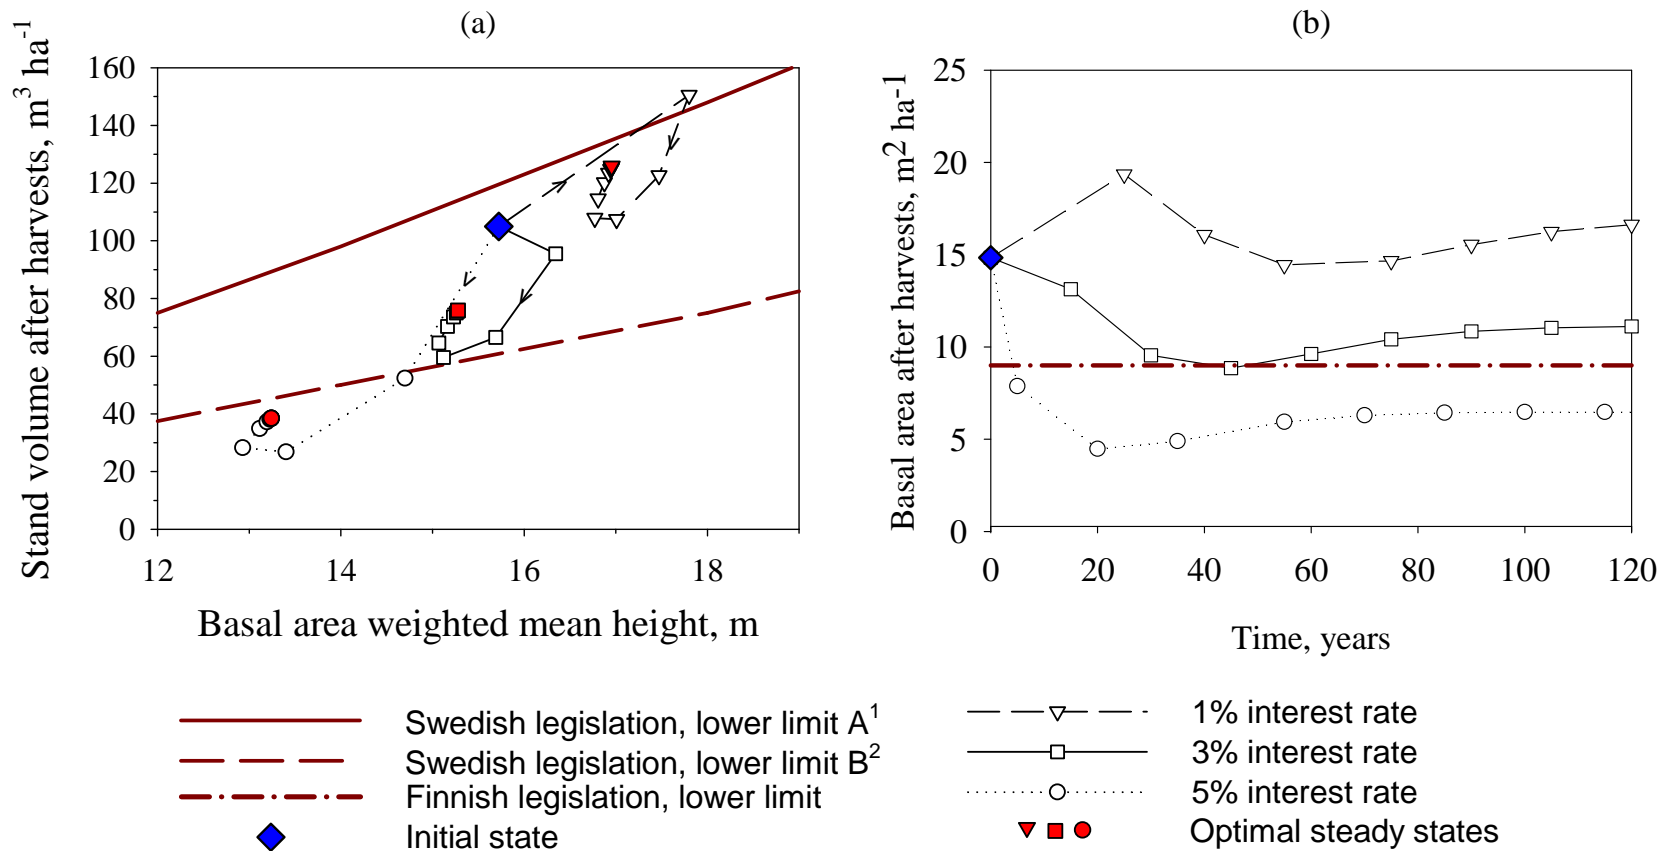 (a)
Stand volume after harvests, m³ ha⁻¹
160
140
120
100
80
60
40
20
0
12 14 16 18
Basal area weighted mean height, m
(b)
Basal area after harvests, m² ha⁻¹
25
20
15
10
5
0
0 20 40 60 80 100 120
Time, years
Swedish legislation, lower limit A¹
Swedish legislation, lower limit B²
Finnish legislation, lower limit
Initial state
1% interest rate
3% interest rate
5% interest rate
Optimal steady states